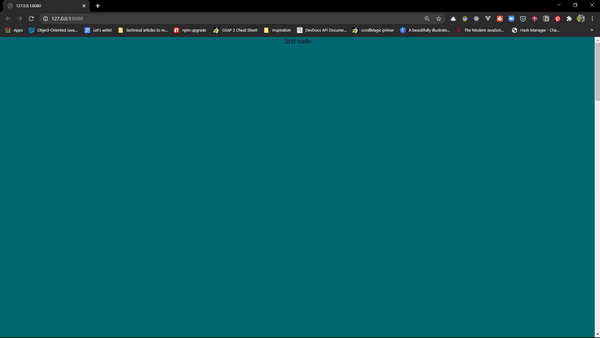 127.0.0.1:8080
127.0.0.1:8080
Apps
Object-Oriented Java...
Let's write!
technical articles to re...
npm upgrade
GSAP 3 Cheat Sheet
Inspiration
DevDocs API Docume...
scrollMagic primer
A beautifully illustrate...
The Modern JavaScri...
Hash Manager - Cha...
first slide